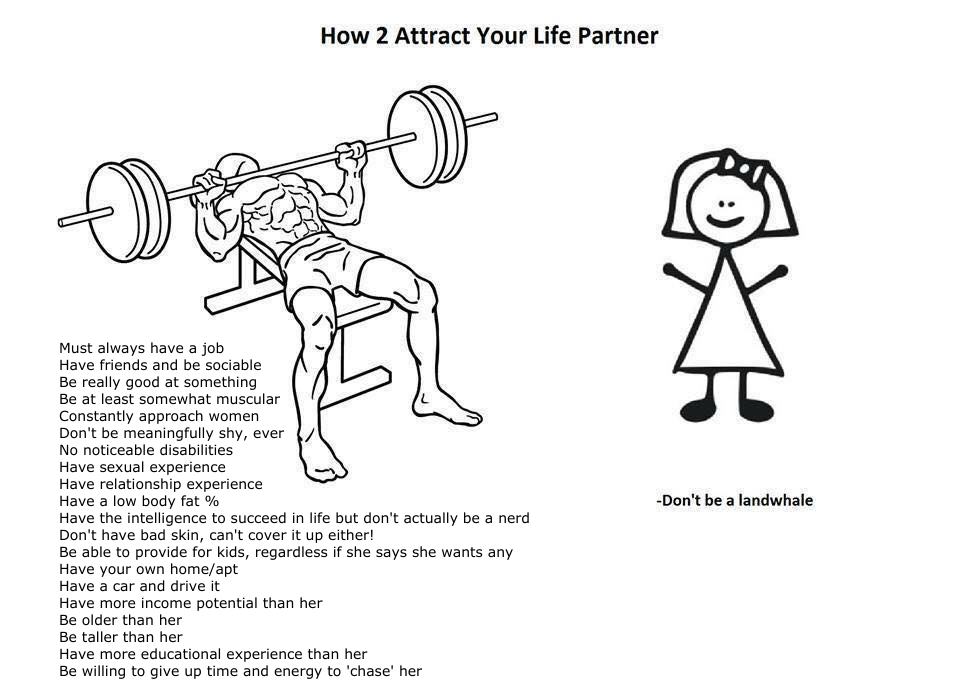 How 2 Attract Your Life Partner
Must always have a job
Have friends and be sociable
Be really good at something
Be at least somewhat muscular
Constantly approach women
Don't be meaningfully shy, ever
No noticeable disabilities
Have sexual experience
Have relationship experience
Have a low body fat %
Have the intelligence to succeed in life but don't actually be a nerd
Don't have bad skin, can't cover it up either!
Be able to provide for kids, regardless if she says she wants any
Have your own home/apt
Have a car and drive it
Have more income potential than her
Be older than her
Be taller than her
Have more educational experience than her
Be willing to give up time and energy to 'chase' her
-Don't be a landwhale